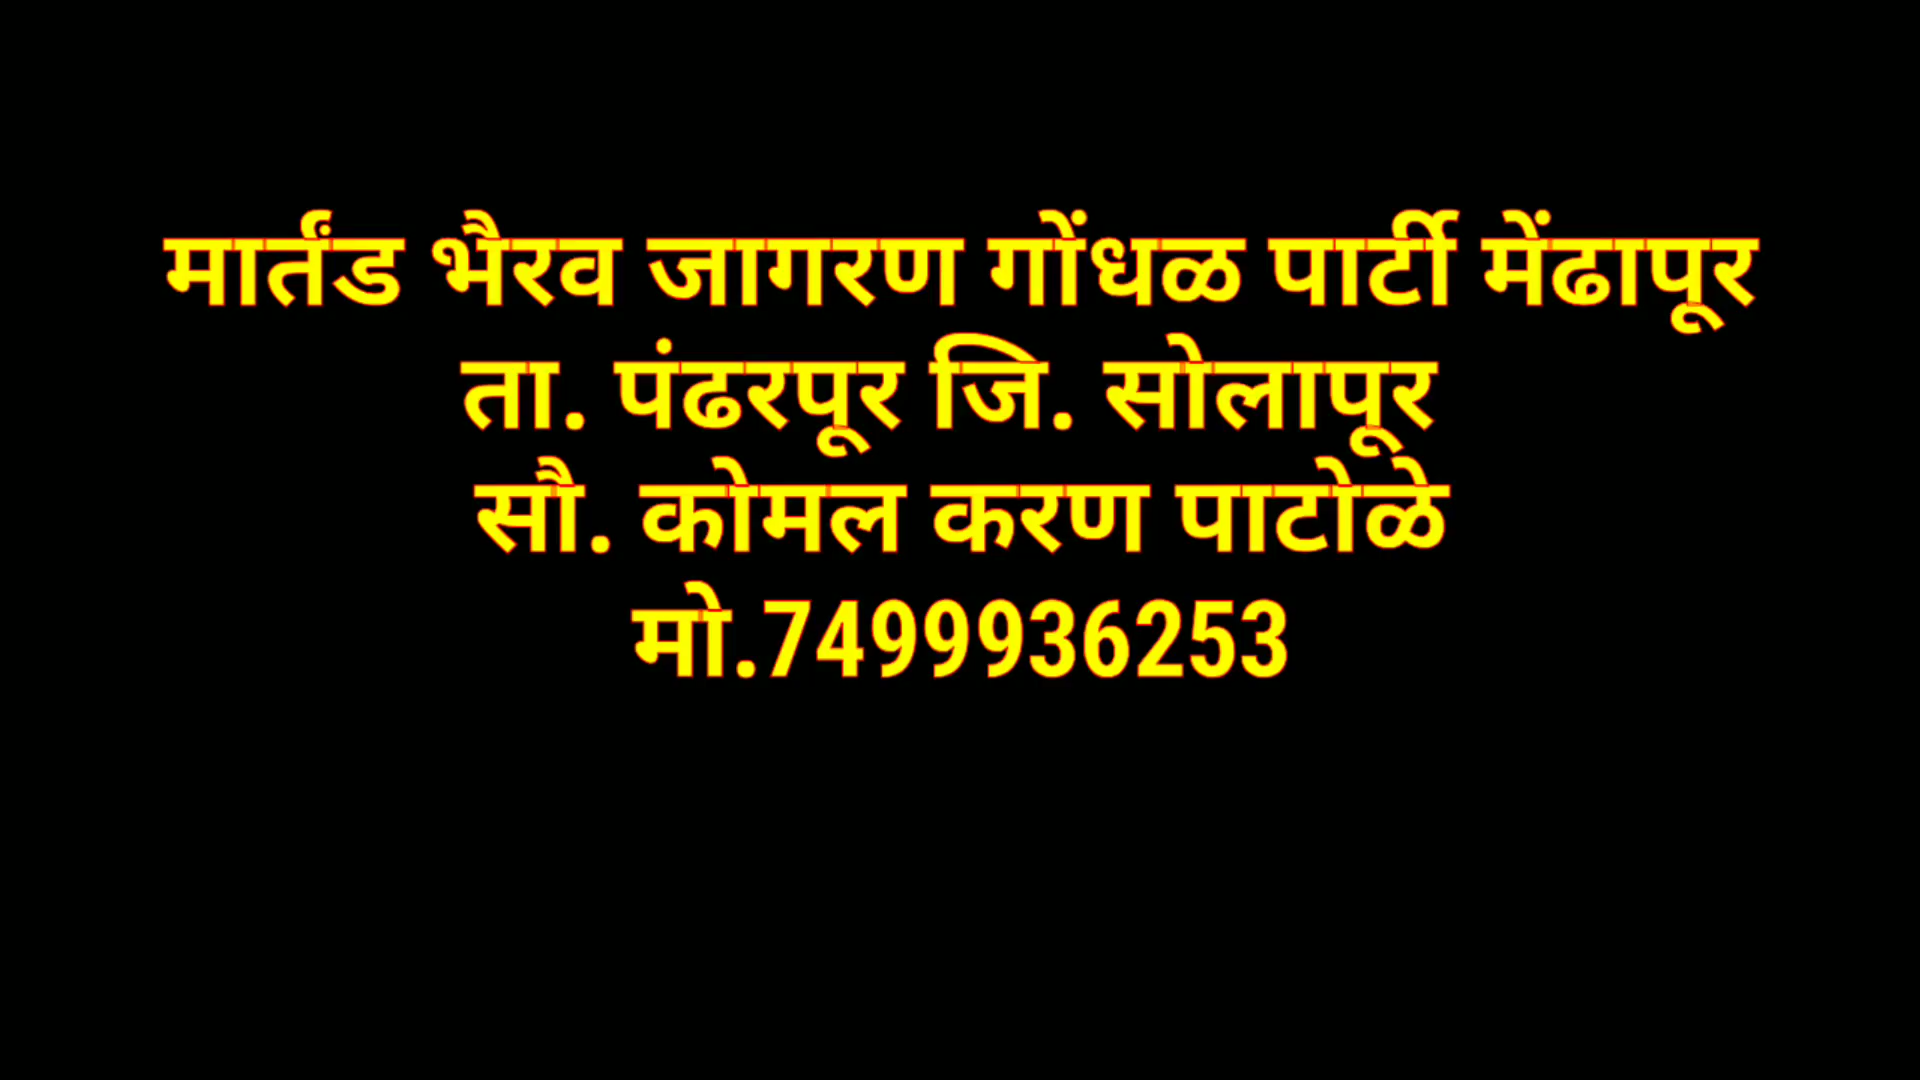 मार्तंड भैरव जागरण गोंधळ पार्टी मेंढापूर
ता. पंढरपूर जि. सोलापूर
सौ. कोमल करण पाटोळे
मो.7499936253